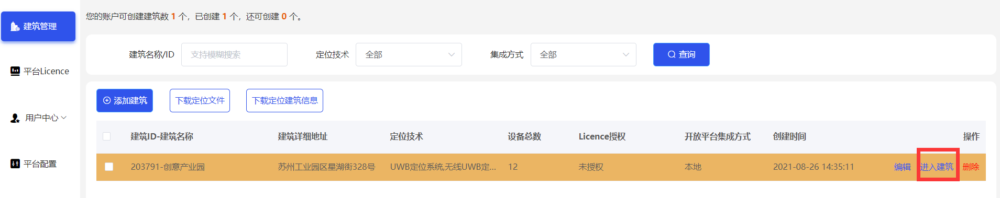 您的账户可创建建筑数 1 个，已创建 1 个，还可创建 0 个。
建筑管理
平台Licence
用户中心
平台配置
建筑名称/ID 支持模糊搜索 定位技术 全部 集成方式 全部 查询
添加建筑 下载定位文件 下载定位建筑信息
建筑ID-建筑名称 建筑详细地址 定位技术 设备总数 Licence授权 开放平台集成方式 创建时间 操作
203791-创意产业园 苏州工业园区星湖街328号 UWB定位系统,无线UWB定... 12 未授权 本地 2021-08-26 14:35:11 编辑 进入建筑 删除